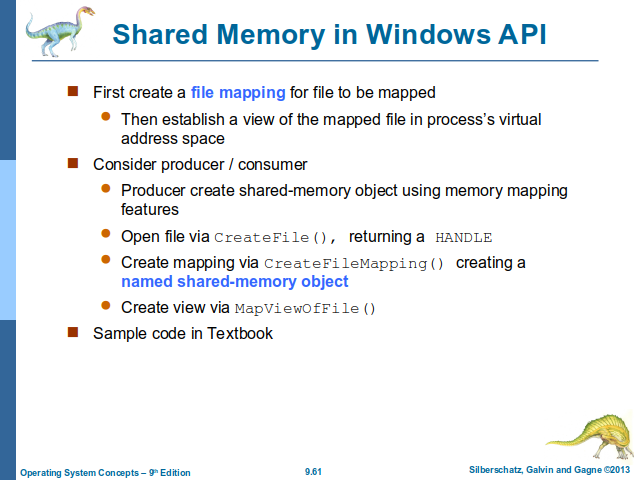 Shared Memory in Windows API
First create a file mapping for file to be mapped
Then establish a view of the mapped file in process’s virtual
address space
Consider producer / consumer
Producer create shared-memory object using memory mapping
features
Open file via CreateFile(), returning a HANDLE
Create mapping via CreateFileMapping() creating a
named shared-memory object
Create view via MapViewOfFile()
Sample code in Textbook
Operating System Concepts – 9th Edition
9.61
Silberschatz, Galvin and Gagne ©2013